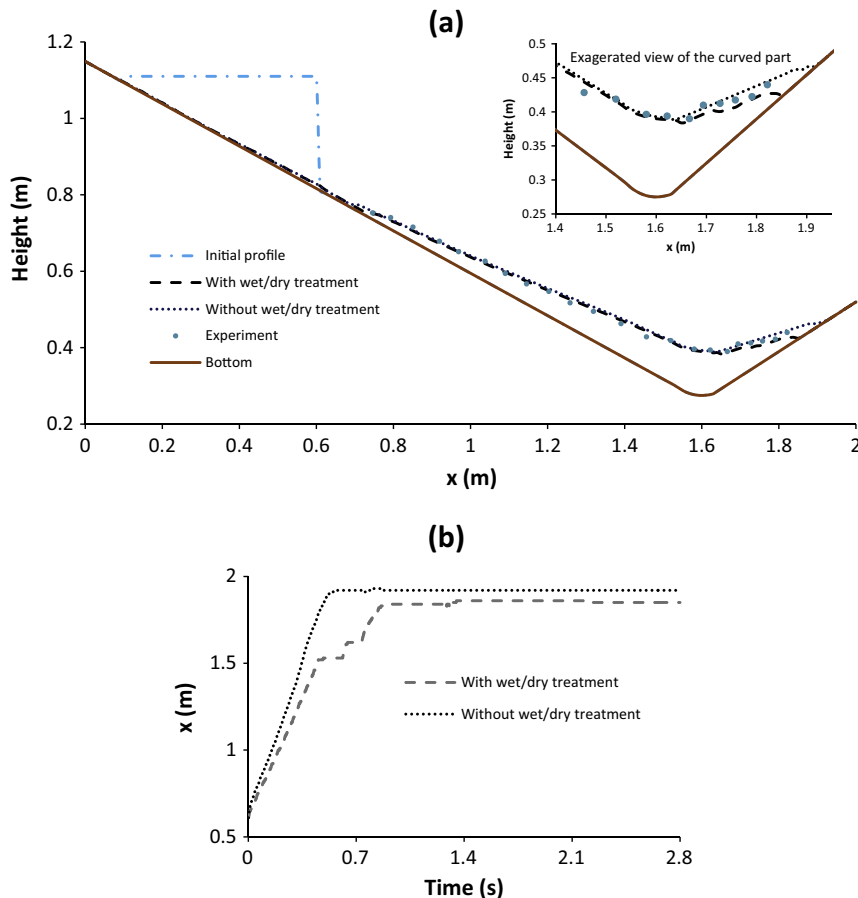 (a)
1.2
1
0.8
0.6
0.4
0.2
Height (m)
0
0.2
0.4
0.6
0.8
1
1.2
1.4
1.6
1.8
2
x (m)
Initial profile
With wet/dry treatment
Without wet/dry treatment
Experiment
Bottom
Exagerated view of the curved part
0.5
0.45
0.4
0.35
0.3
0.25
Height (m)
1.4
1.5
1.6
1.7
1.8
1.9
x (m)
(b)
2
1.5
1
0.5
x (m)
0
0.7
1.4
2.1
2.8
Time (s)
With wet/dry treatment
Without wet/dry treatment